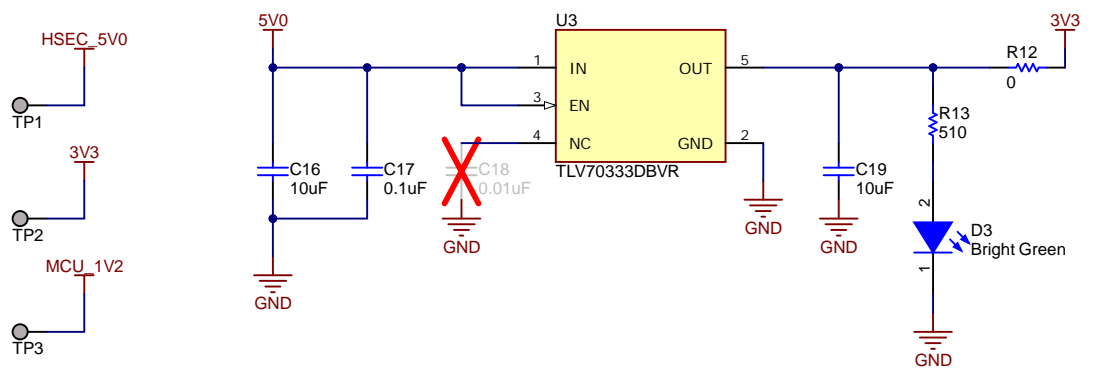 HSEC_5V0
TP1
3V3
TP2
MCU_1V2
TP3
5V0
C16
10uF
C17
0.1uF
GND
C18
0.01uF
GND
U3
1 IN
3 EN
4 NC
OUT 5
GND 2
TLV70333DBVR
GND
C19
10uF
GND
R12
0
3V3
R13
510
2
D3
Bright Green
1
GND